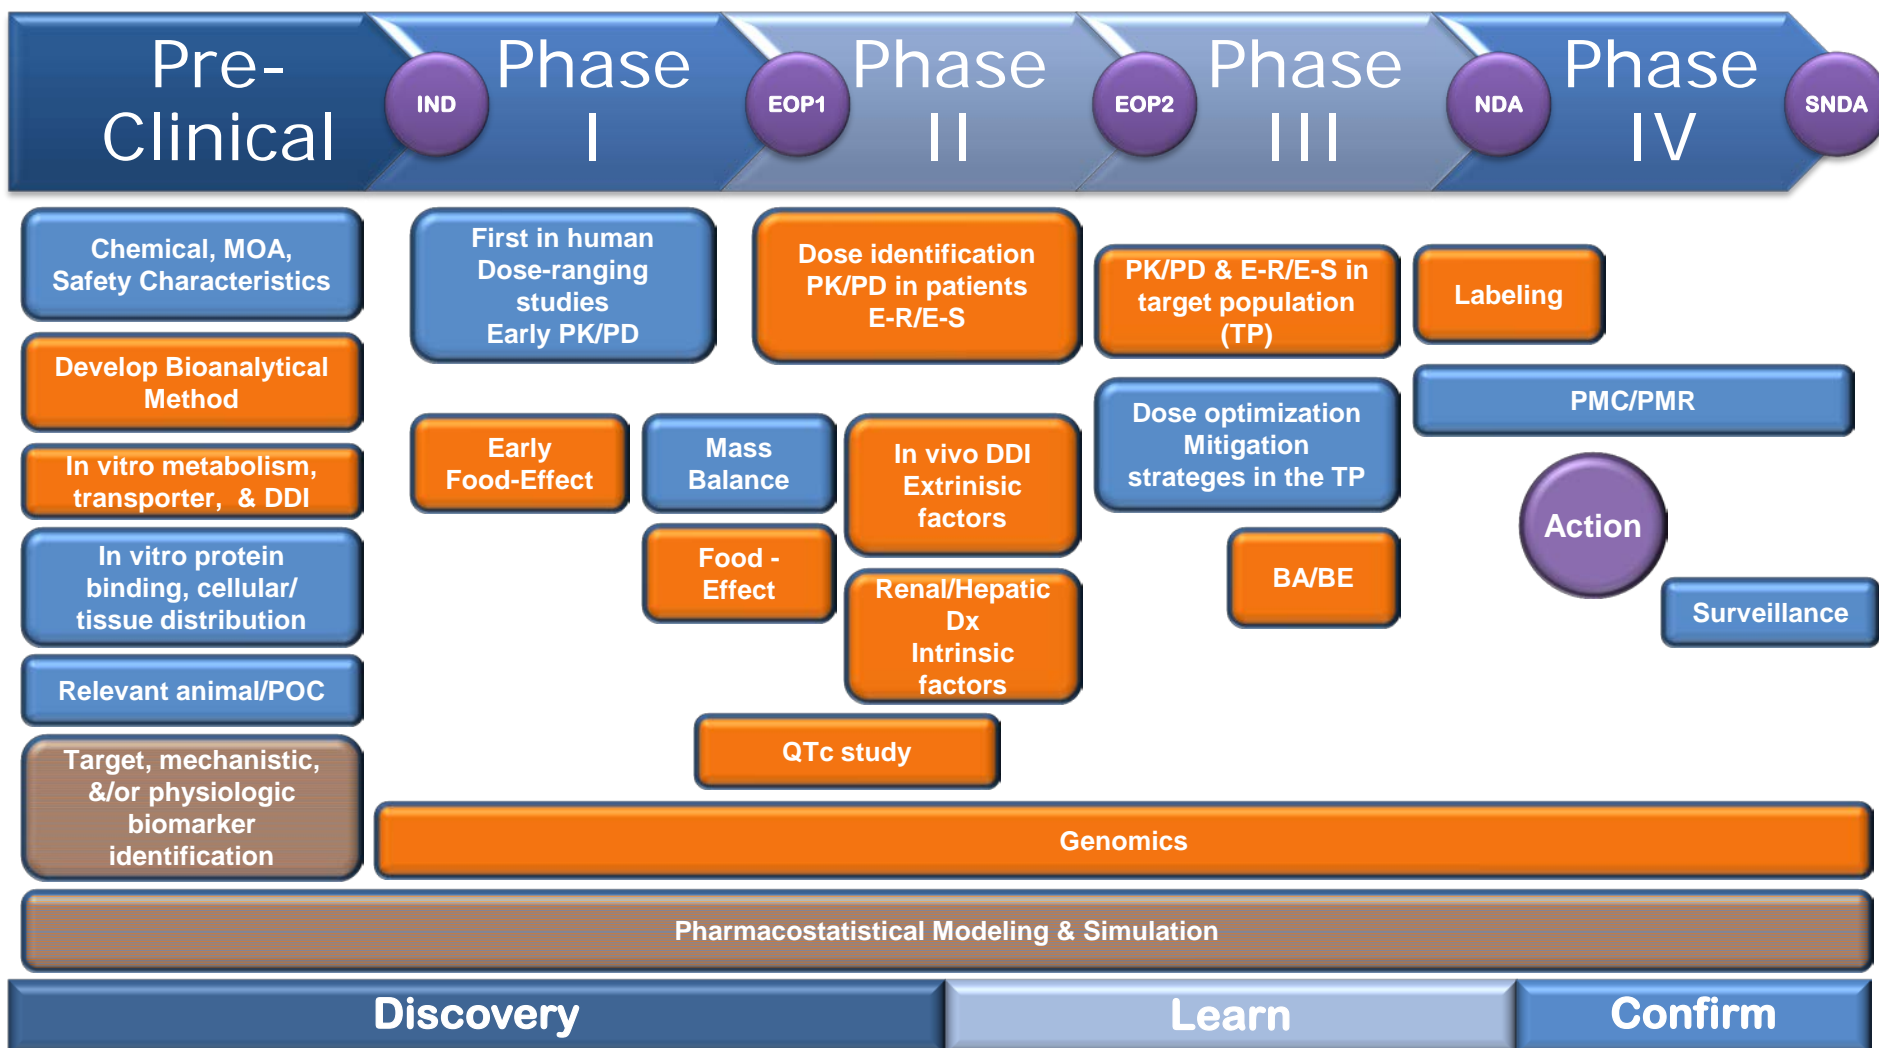 Pre-
Clinical
IND
Phase
I
EOP1
Phase
II
EOP2
Phase
III
NDA
Phase
IV
SNDA
Chemical, MOA,
Safety Characteristics
Develop Bioanalytical
Method
In vitro metabolism,
transporter, & DDI
In vitro protein
binding, cellular/
tissue distribution
Relevant animal/POC
Target, mechanistic,
&/or physiologic
biomarker
identification
First in human
Dose-ranging
studies
Early PK/PD
Early
Food-Effect
Mass
Balance
Food -
Effect
Dose identification
PK/PD in patients
E-R/E-S
In vivo DDI
Extrinisic
factors
Renal/Hepatic
Dx
Intrinsic
factors
QTc study
PK/PD & E-R/E-S in
target population
(TP)
Dose optimization
Mitigation
strateges in the TP
BA/BE
Labeling
PMC/PMR
Action
Surveillance
Genomics
Pharmacostatistical Modeling & Simulation
Discovery
Learn
Confirm